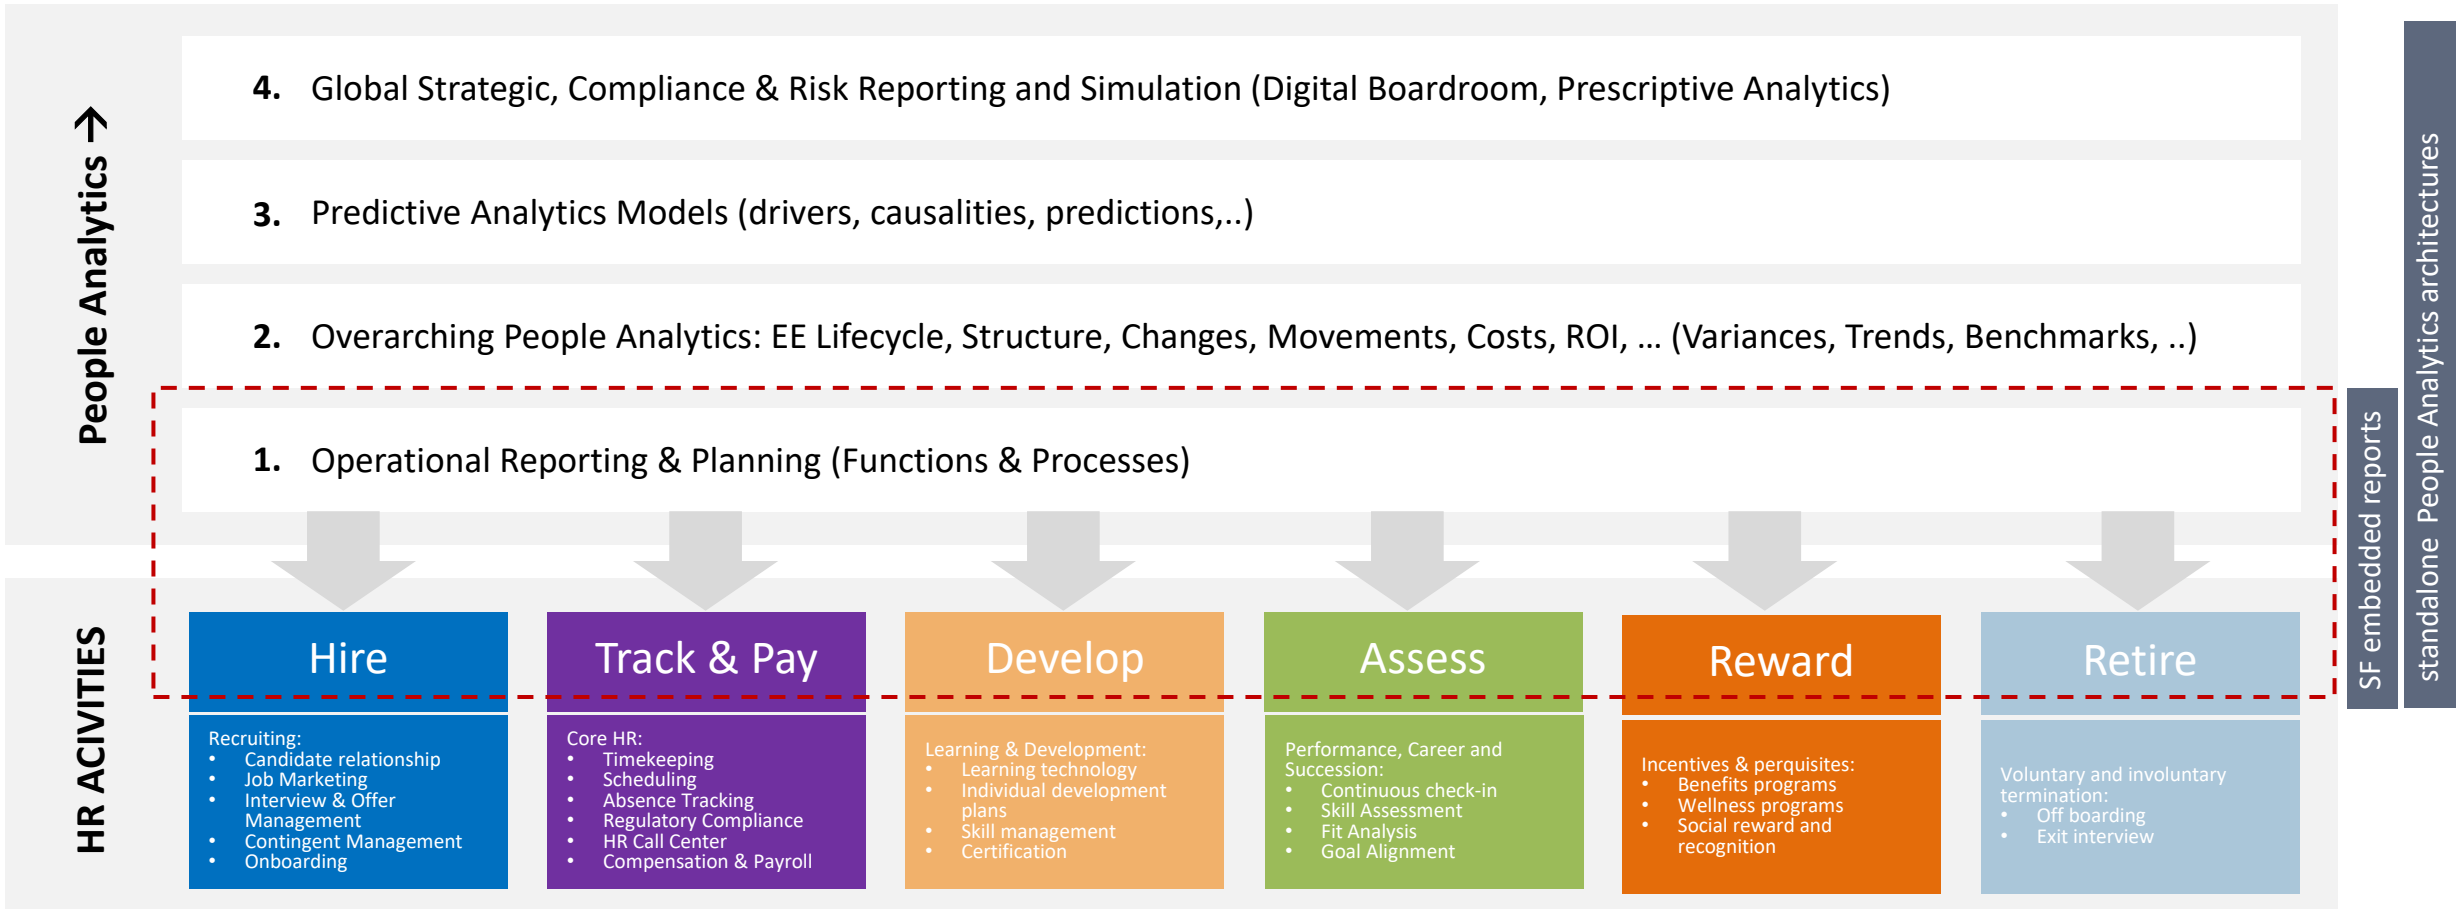 People Analytics →
4. Global Strategic, Compliance & Risk Reporting and Simulation (Digital Boardroom, Prescriptive Analytics)
3. Predictive Analytics Models (drivers, causalities, predictions,..)
2. Overarching People Analytics: EE Lifecycle, Structure, Changes, Movements, Costs, ROI, … (Variances, Trends, Benchmarks, ..)
1. Operational Reporting & Planning (Functions & Processes)
SF embedded reports
standalone People Analytics architectures
HR ACIVITIES
Hire
Recruiting:
• Candidate relationship
• Job Marketing
• Interview & Offer
Management
• Contingent Management
• Onboarding
Track & Pay
Core HR:
• Timekeeping
• Scheduling
• Absence Tracking
• Regulatory Compliance
• HR Call Center
• Compensation & Payroll
Develop
Learning & Development:
• Learning technology
• Individual development
plans
• Skill management
• Certification
Assess
Performance, Career and
Succession:
• Continuous check-in
• Skill Assessment
• Fit Analysis
• Goal Alignment
Reward
Incentives & perquisites:
• Benefits programs
• Wellness programs
• Social reward and
recognition
Retire
Voluntary and involuntary
termination:
• Off boarding
• Exit interview